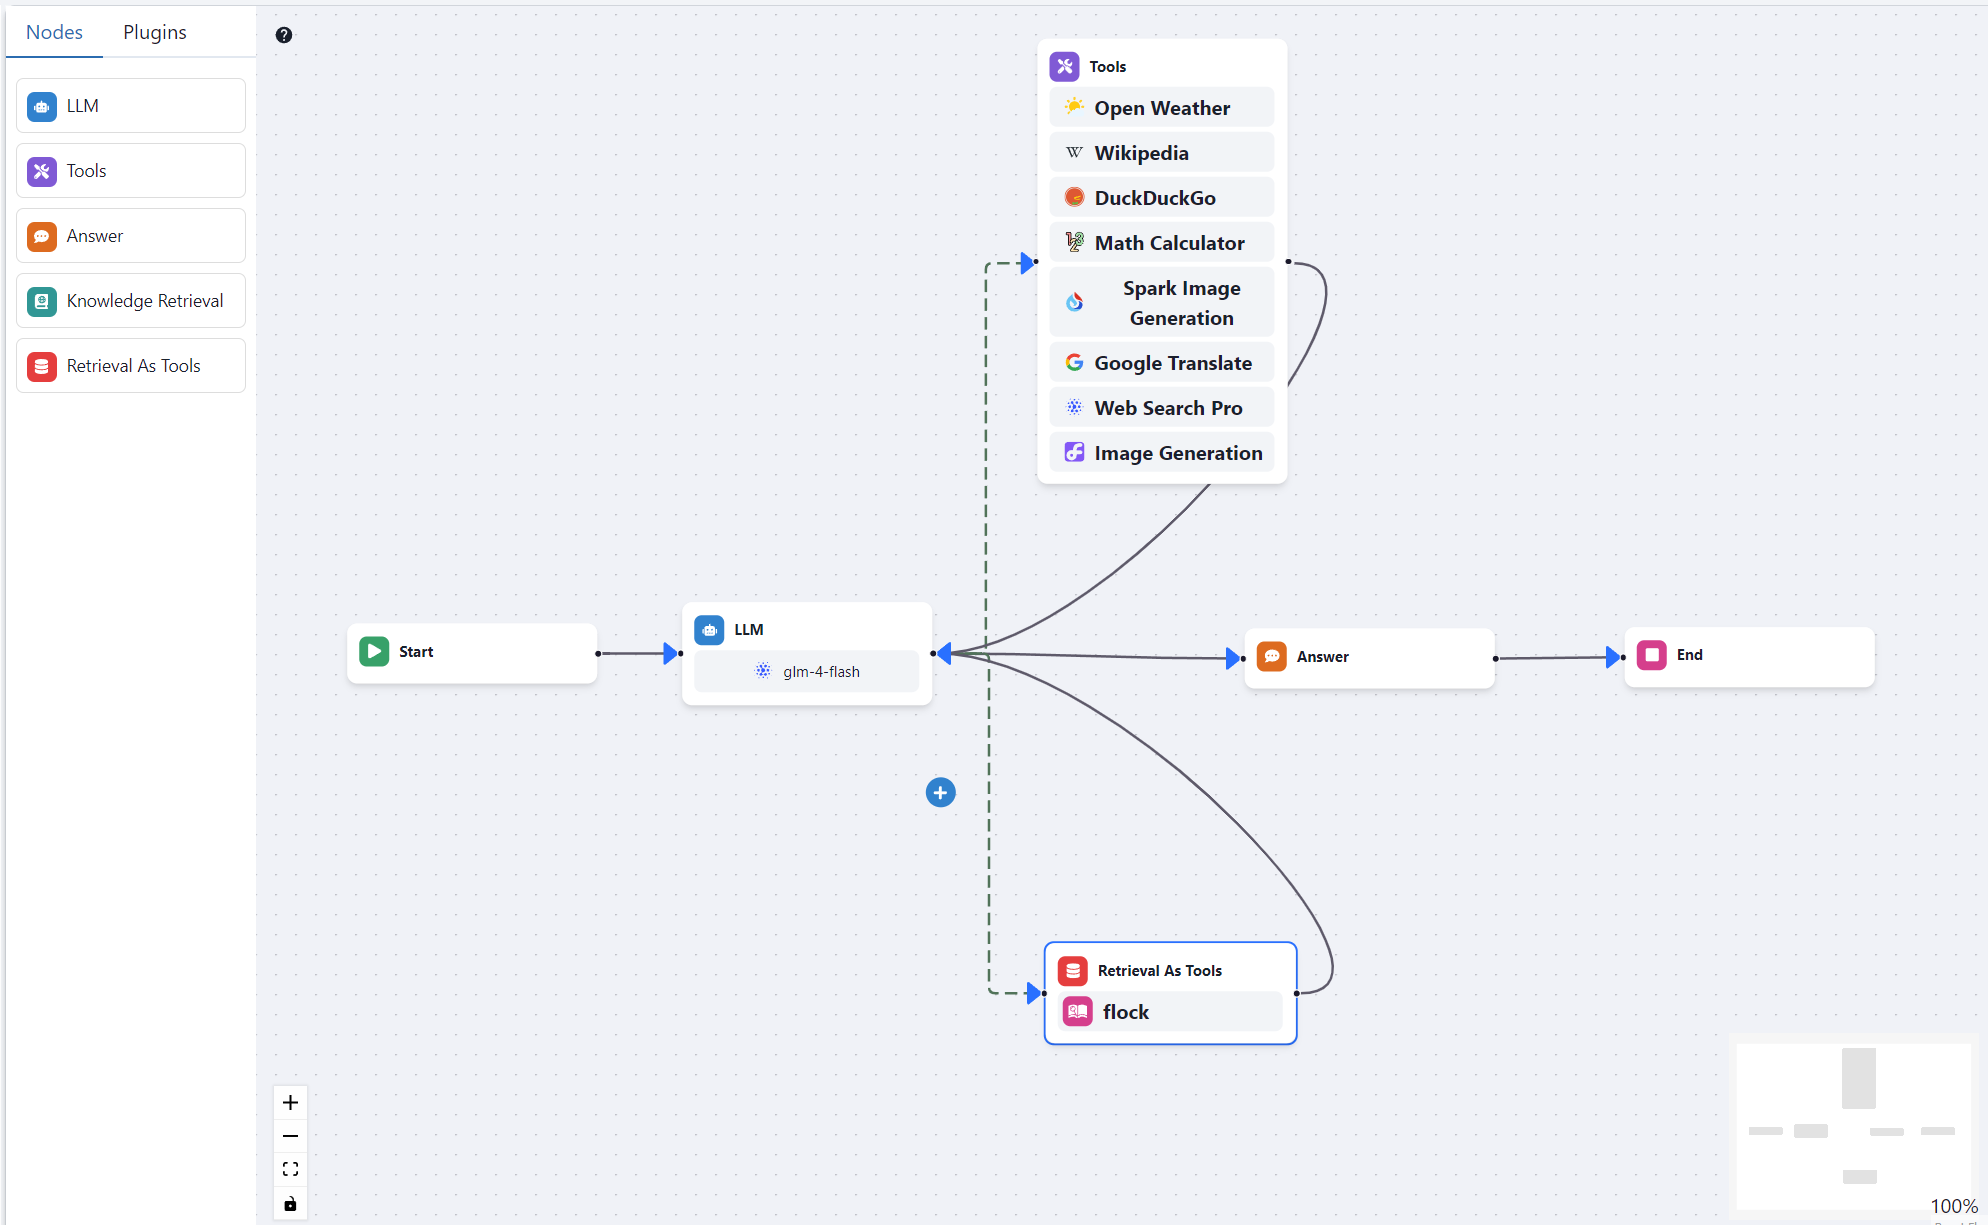 Nodes
Plugins
LLM
Tools
Answer
Knowledge Retrieval
Retrieval As Tools
Tools
Open Weather
Wikipedia
DuckDuckGo
Math Calculator
Spark Image
Generation
Google Translate
Web Search Pro
Image Generation
Start
LLM
glm-4-flash
Answer
End
Retrieval As Tools
flock
100%